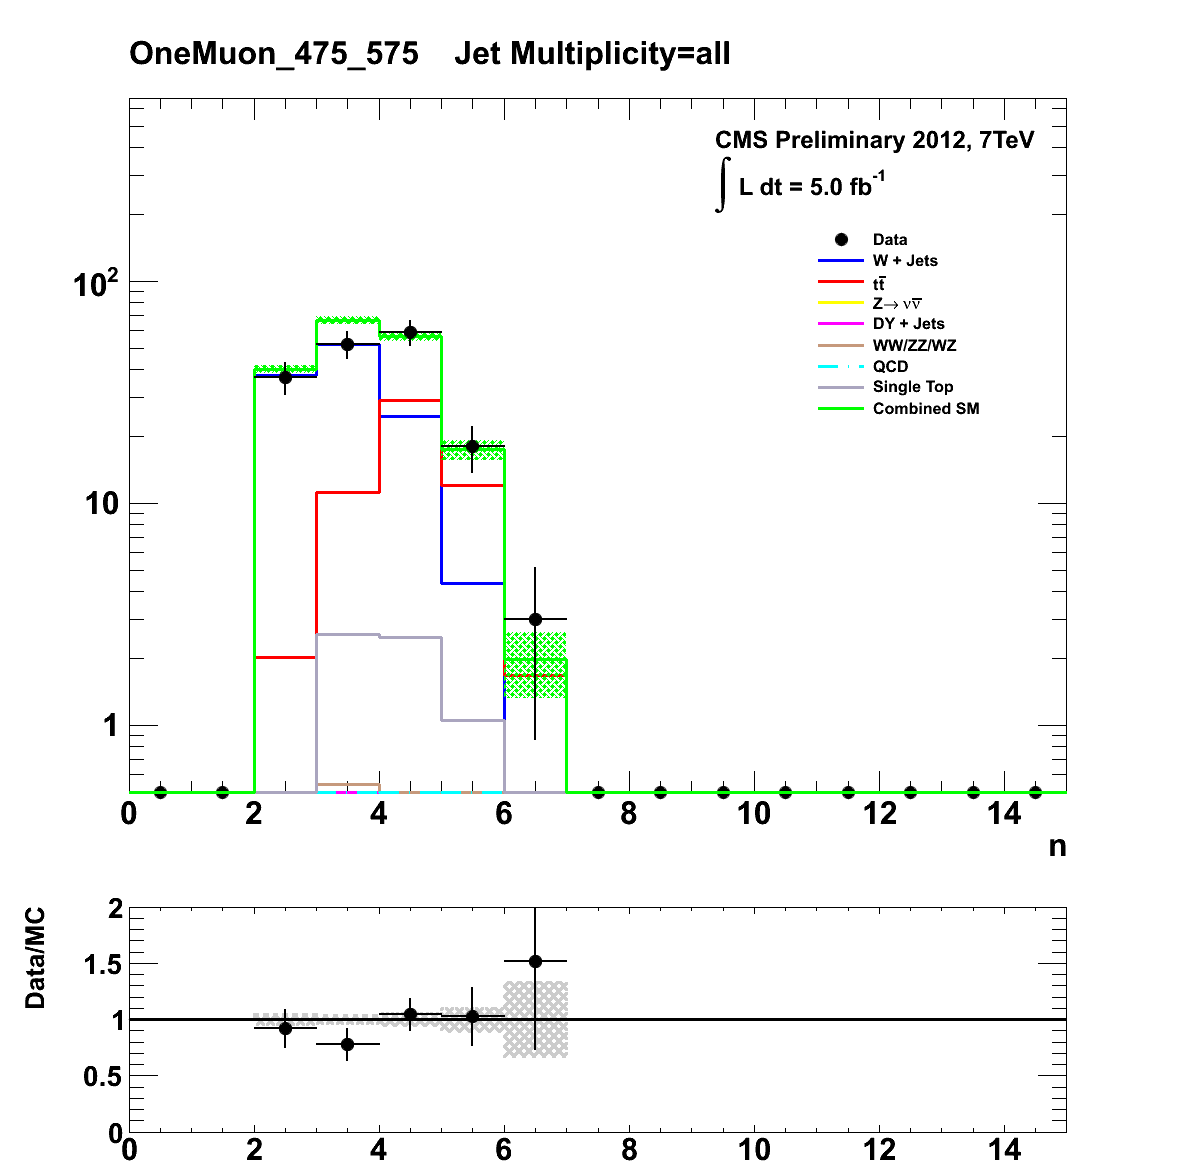 OneMuon_475_575 Jet Multiplicity=all
CMS Preliminary 2012, 7TeV
∫ L dt = 5.0 fb⁻¹
Data
W + Jets
tt̅
Z→ νν̅
DY + Jets
WW/ZZ/WZ
QCD
Single Top
Combined SM
10²
10
1
0 2 4 6 8 10 12 14
n
Data/MC
2
1.5
1
0.5
0
0 2 4 6 8 10 12 14